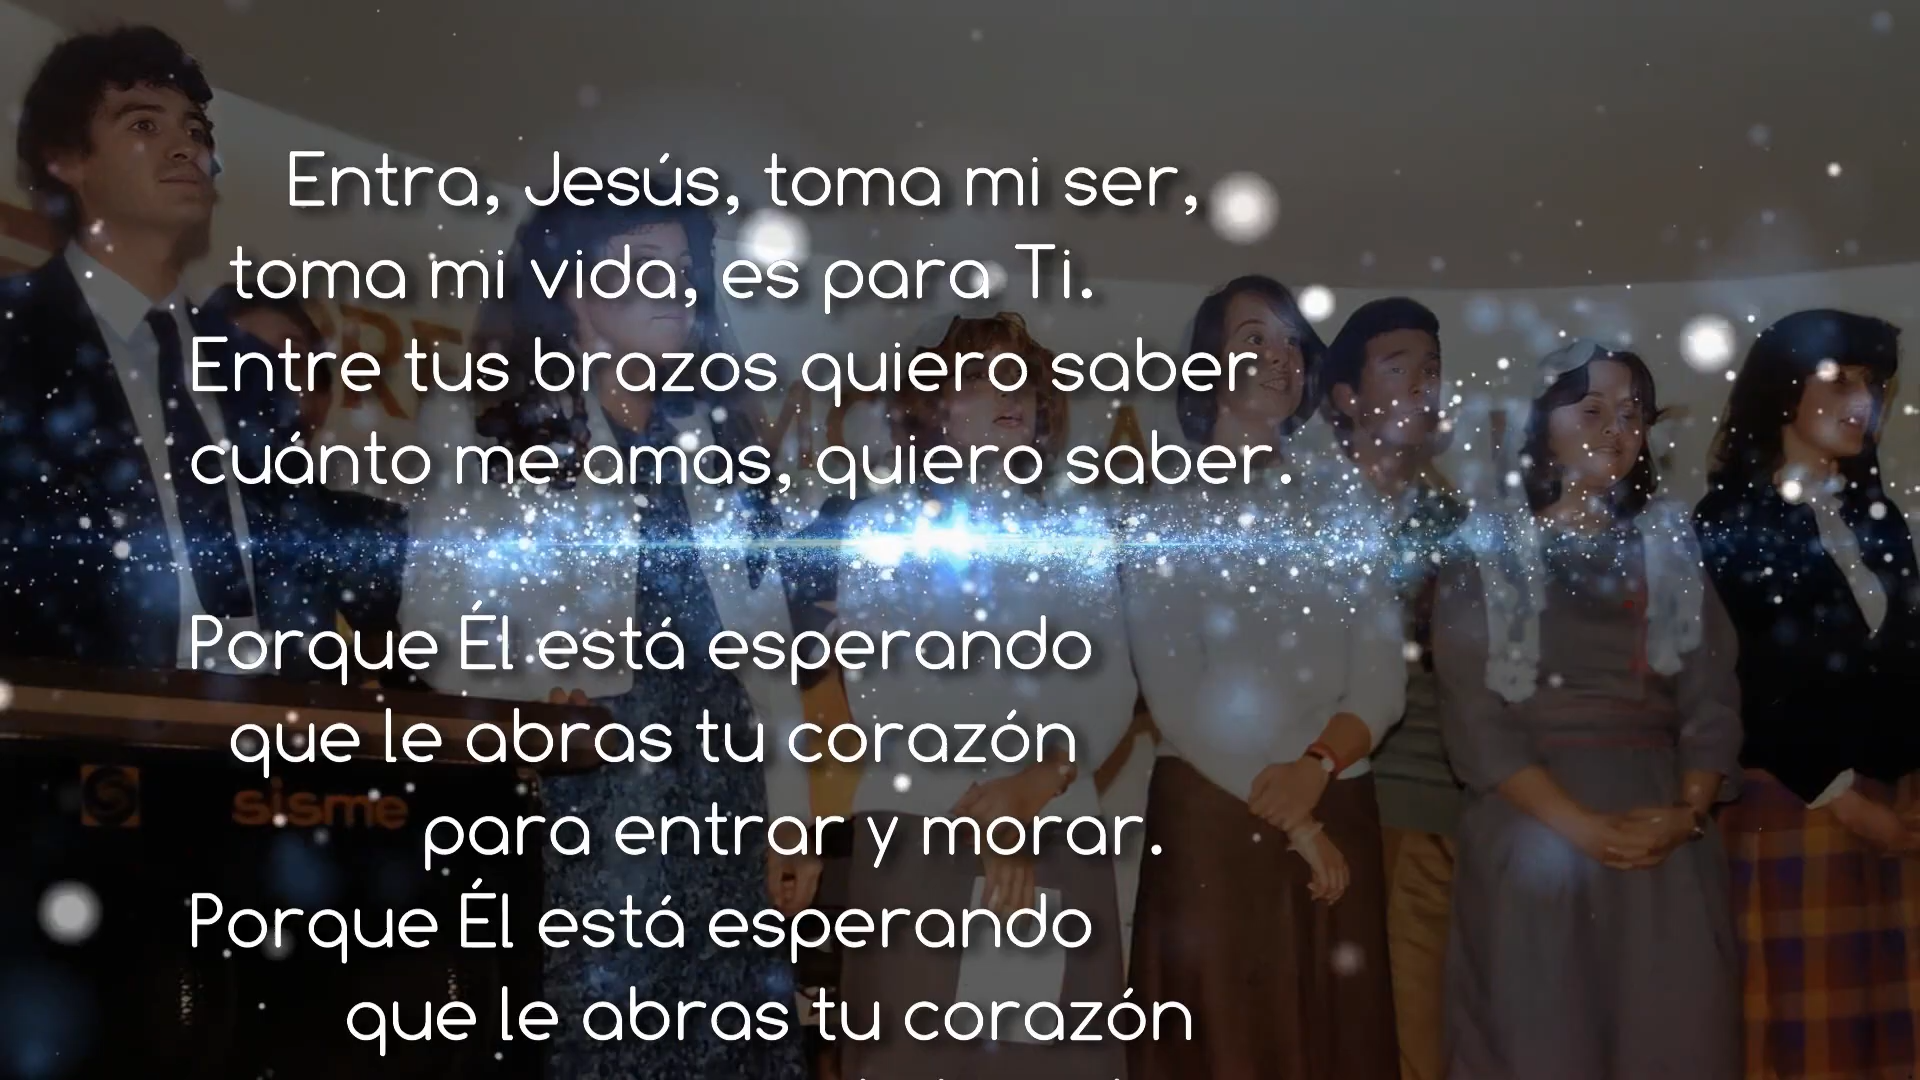 Entra, Jesús, toma mi ser,
toma mi vida, es para Ti.
Entre tus brazos quiero saber
cuánto me amas, quiero saber.
Porque Él está esperando
que le abras tu corazón
para entrar y morar.
Porque Él está esperando
que le abras tu corazón
sisme